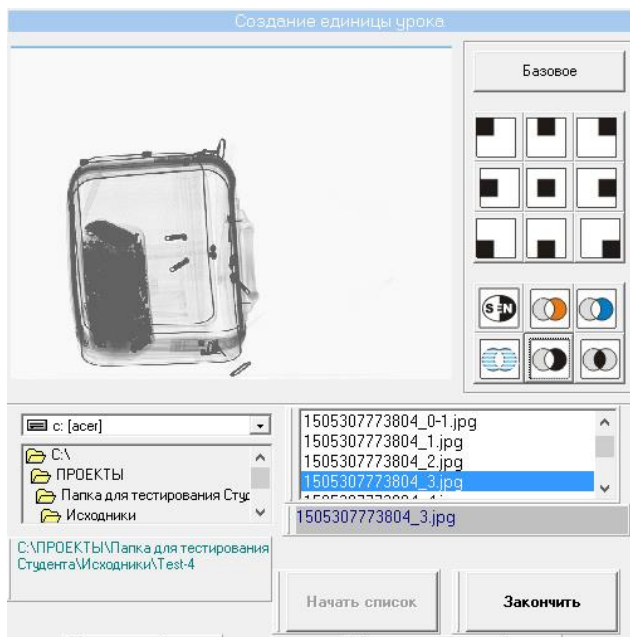 Создание единицы урока
Базовое
SEN
c: [acer]
C:\
ПРОЕКТЫ
Папка для тестирования Студ
Исходники
1505307773804_0-1.jpg
1505307773804_1.jpg
1505307773804_2.jpg
1505307773804_3.jpg
1505307773804_3.jpg
C:\ПРОЕКТЫ\Папка для тестирования
Студента\Исходники\Test-4
Начать список
Закончить